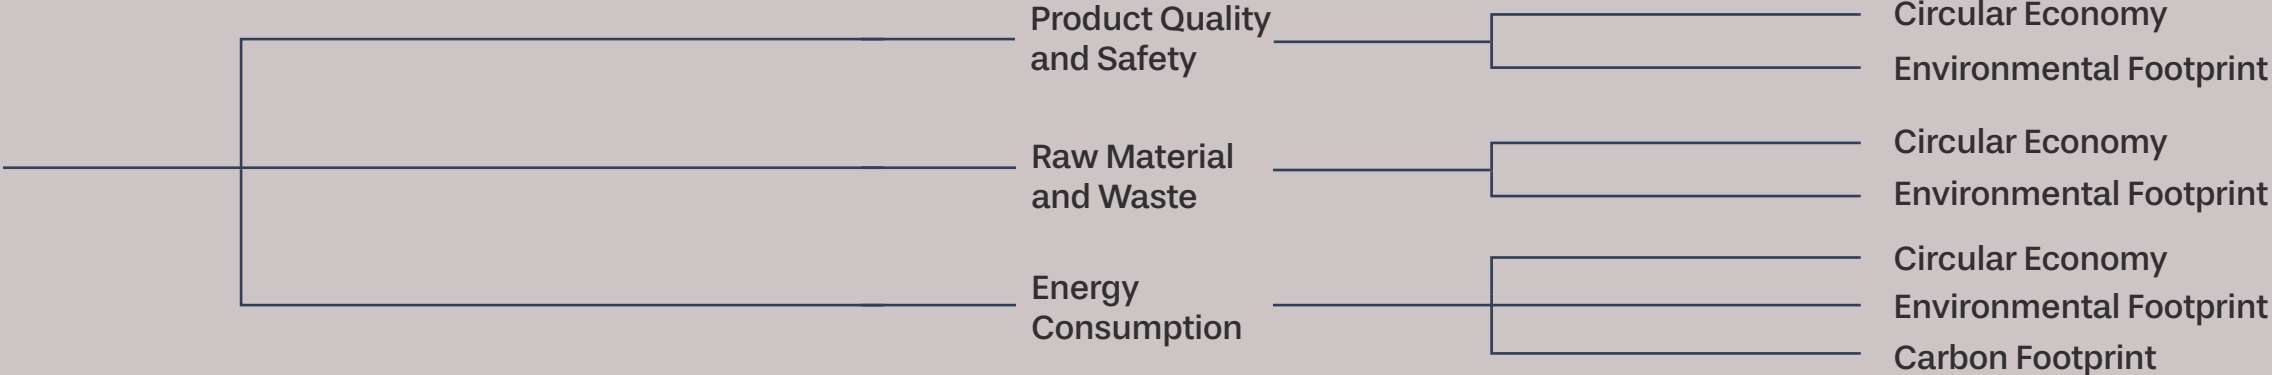 Product Quality
and Safety
Circular Economy
Environmental Footprint
Raw Material
and Waste
Circular Economy
Environmental Footprint
Energy
Consumption
Circular Economy
Environmental Footprint
Carbon Footprint